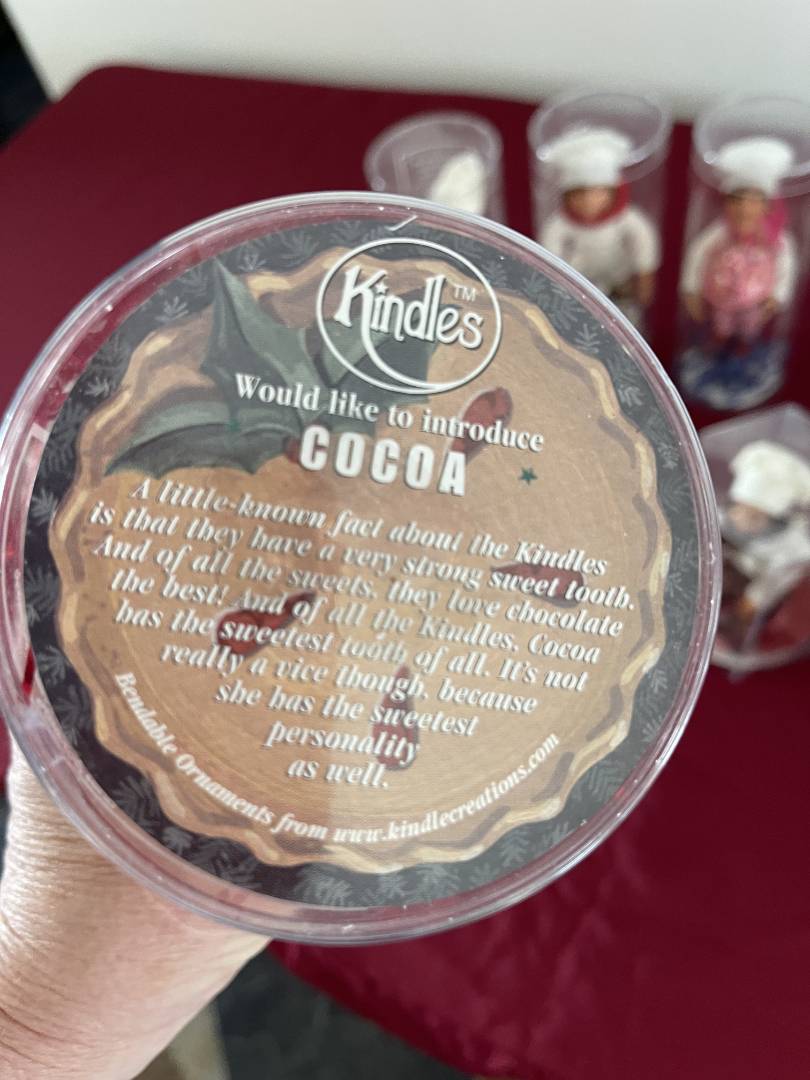 Kindles™
Would like to introduce
COCOA
A little-known fact about the Kindles
is that they have a very strong sweet tooth.
And of all the sweets, they love chocolate
the best! And of all the Kindles, Cocoa
has the sweetest tooth of all. It's not
really a vice though, because
she has the sweetest
personality
as well.
Bendable Ornaments from www.kindlecreations.com